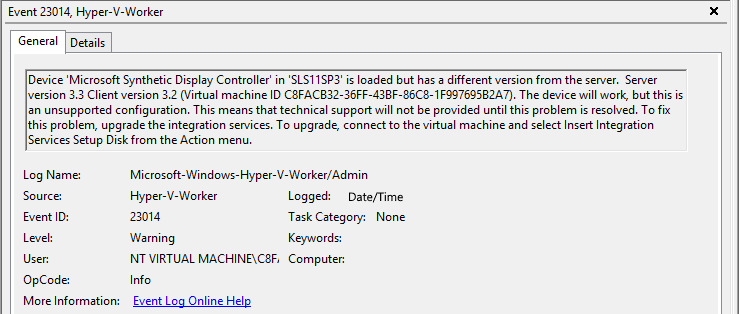 Event 23014, Hyper-V-Worker
General Details
Device 'Microsoft Synthetic Display Controller' in 'SLS11SP3' is loaded but has a different version from the server.  Server
version 3.3 Client version 3.2 (Virtual machine ID C8FACB32-36FF-43BF-86C8-1F997695B2A7). The device will work, but this is
an unsupported configuration. This means that technical support will not be provided until this problem is resolved. To fix
this problem, upgrade the integration services. To upgrade, connect to the virtual machine and select Insert Integration
Services Setup Disk from the Action menu.
Log Name: Microsoft-Windows-Hyper-V-Worker/Admin
Source: Hyper-V-Worker Logged: Date/Time
Event ID: 23014 Task Category: None
Level: Warning Keywords:
User: NT VIRTUAL MACHINE\C8FA Computer:
OpCode: Info
More Information: Event Log Online Help